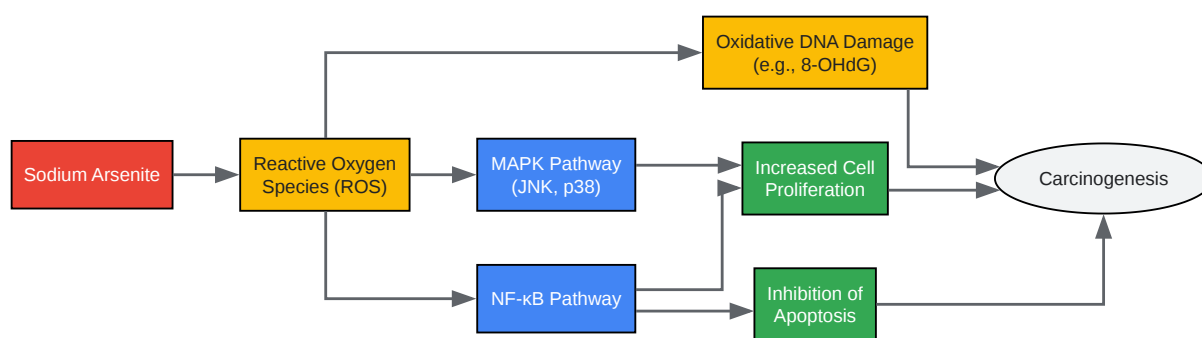 Oxidative DNA Damage
(e.g., 8-OHdG)
Sodium Arsenite
Reactive Oxygen
Species (ROS)
MAPK Pathway
(JNK, p38)
Increased Cell
Proliferation
Carcinogenesis
NF-κB Pathway
Inhibition of
Apoptosis